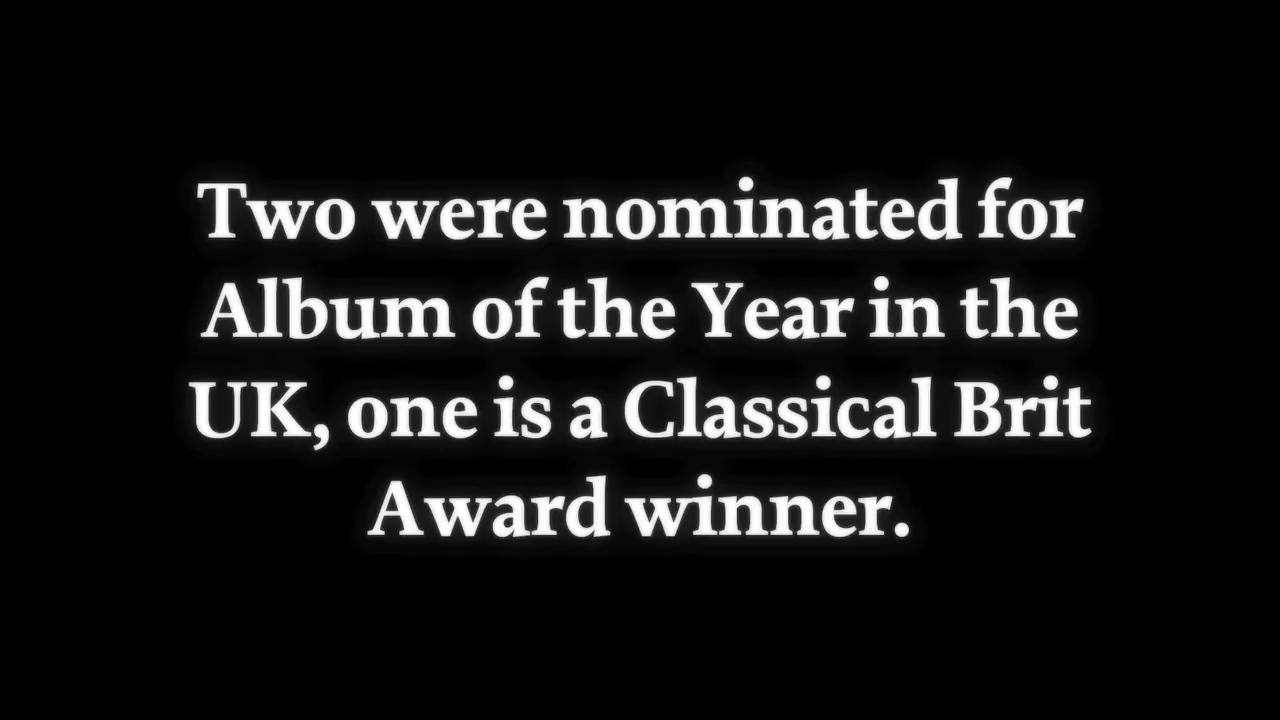 Two were nominated for
Album of the Year in the
UK, one is a Classical Brit
Award winner.